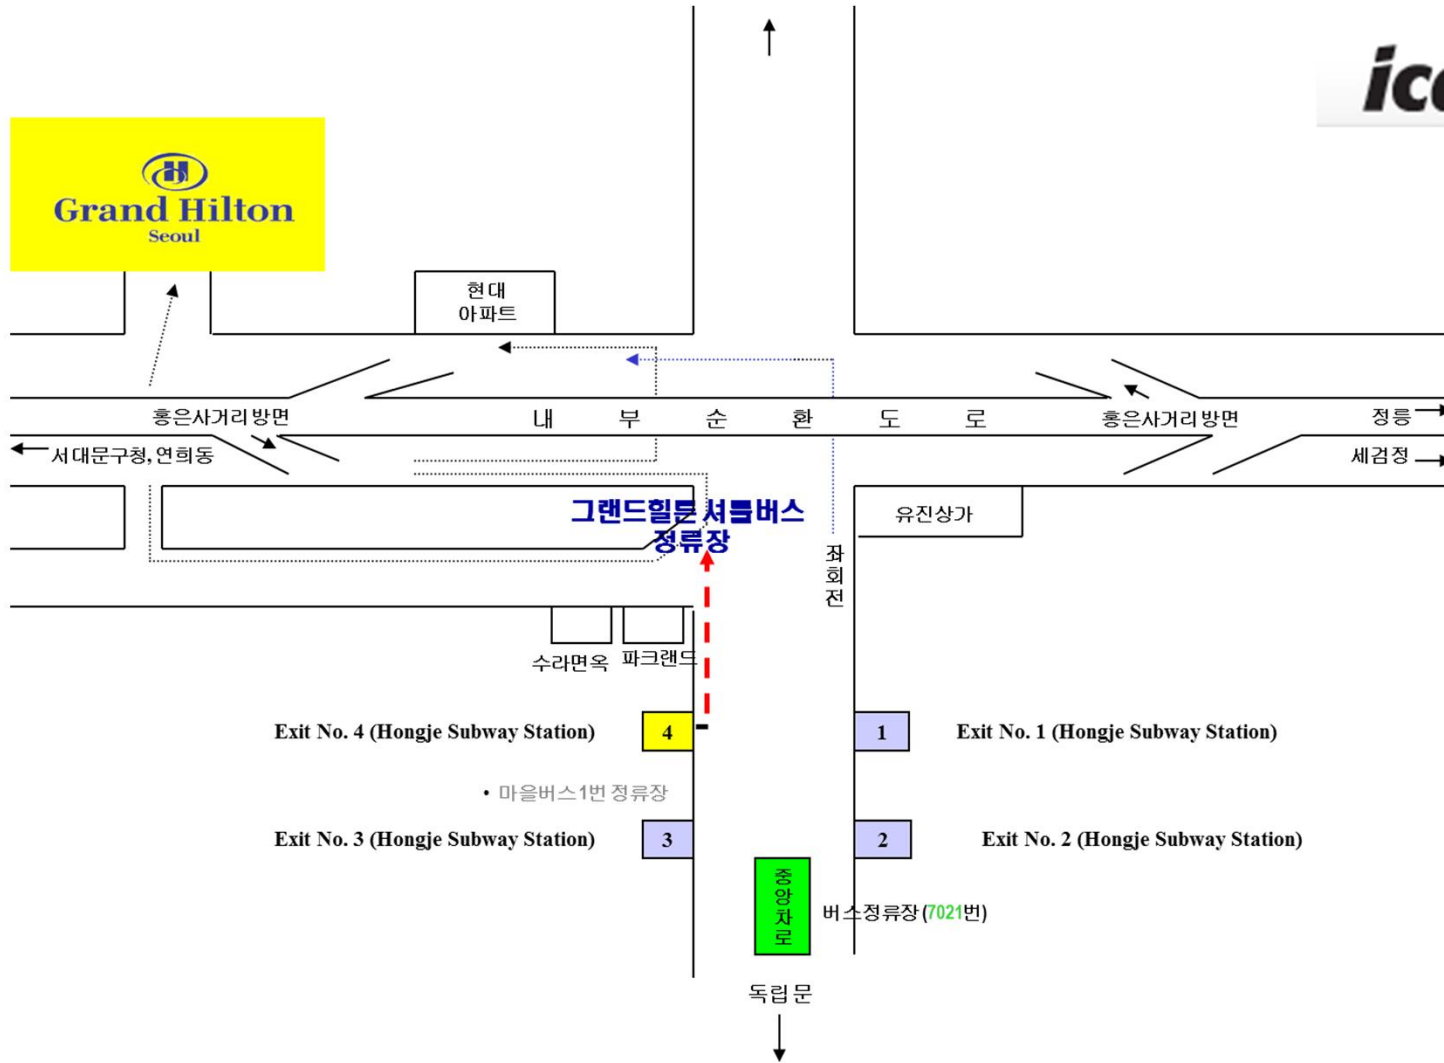 Grand Hilton
Seoul
현대
아파트
홍은사거리 방면
내 부 순 환 도 로
홍은사거리 방면
정릉
서대문구청, 연희동
세검정
그랜드힐튼 셔틀버스
정류장
유진상가
좌회전
수라면옥
파크랜드
Exit No. 4 (Hongje Subway Station)
4
1
Exit No. 1 (Hongje Subway Station)
• 마을버스1번 정류장
Exit No. 3 (Hongje Subway Station)
3
2
Exit No. 2 (Hongje Subway Station)
중앙차로
버스정류장(7021번)
독립문